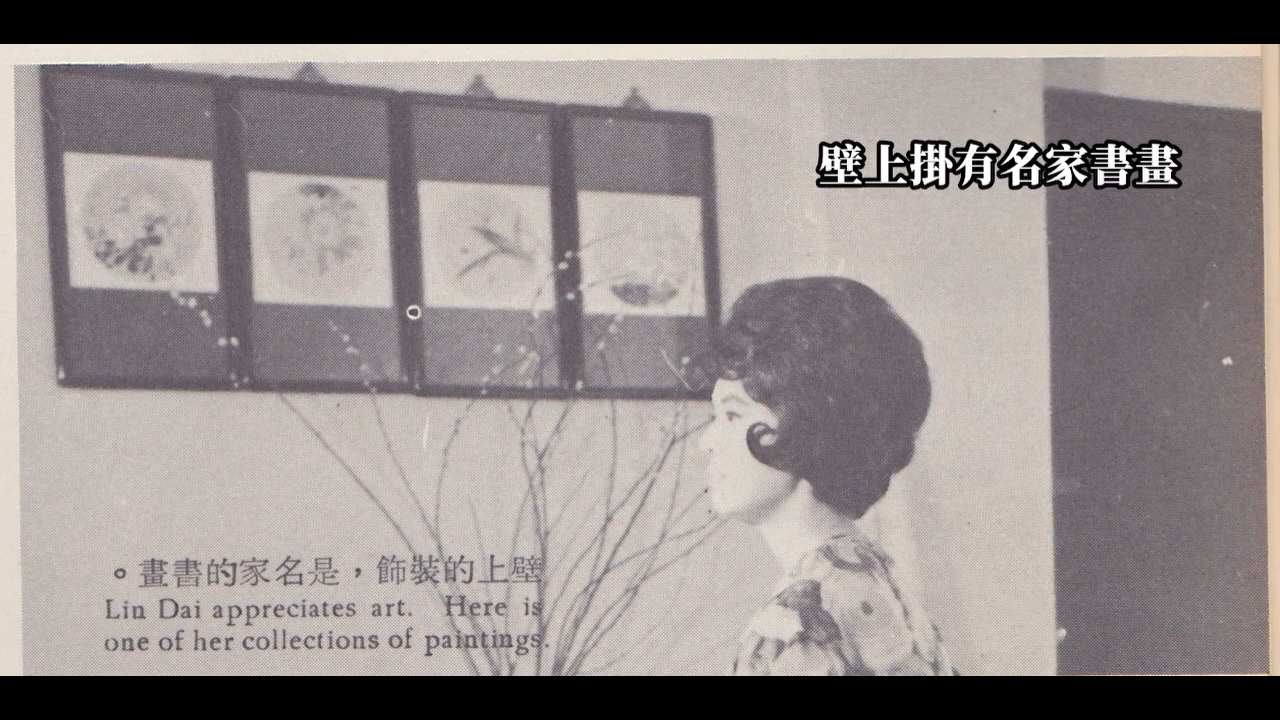 壁上掛有名家書畫
壁上的裝飾，是名家的書畫。
Lin Dai appreciates art. Here is
one of her collections of paintings.